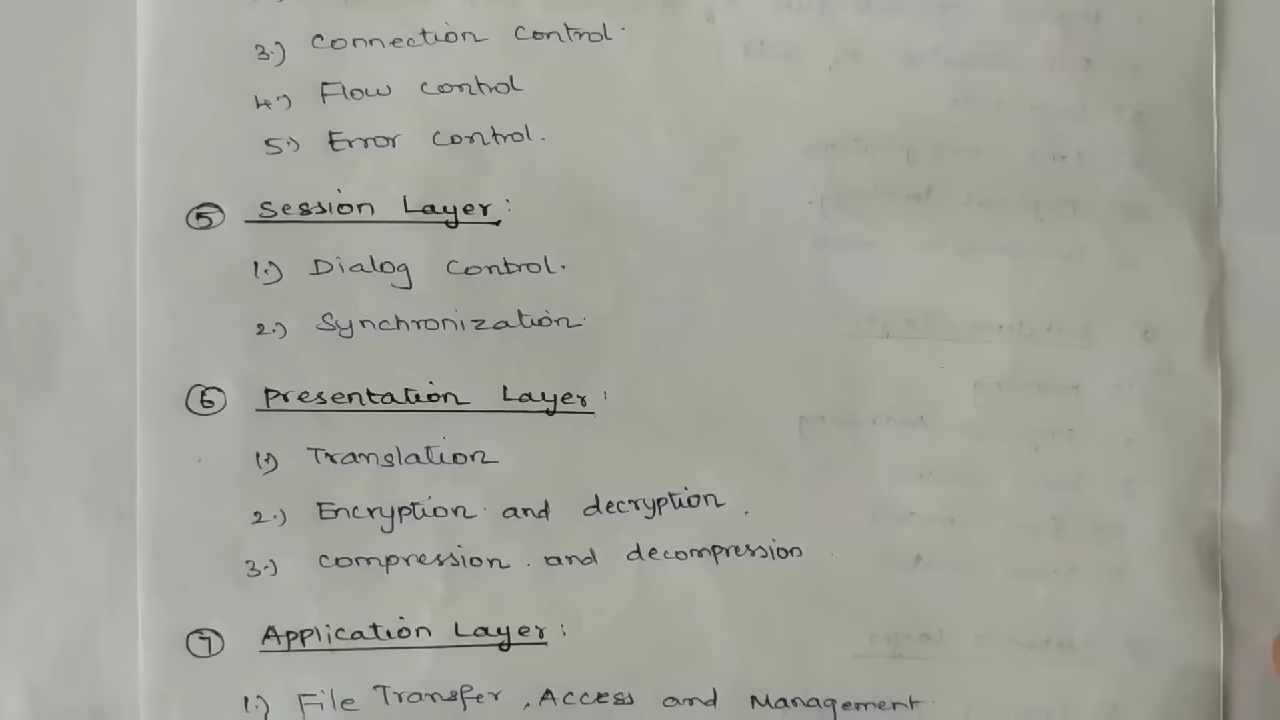 3.) Connection control.
4.) Flow control
5.) Error control.
⑤ Session Layer:
1.) Dialog control.
2.) Synchronization.
⑥ Presentation Layer:
1.) Translation
2.) Encryption and decryption.
3.) compression and decompression
⑦ Application Layer:
1.) File Transfer, Access and Management